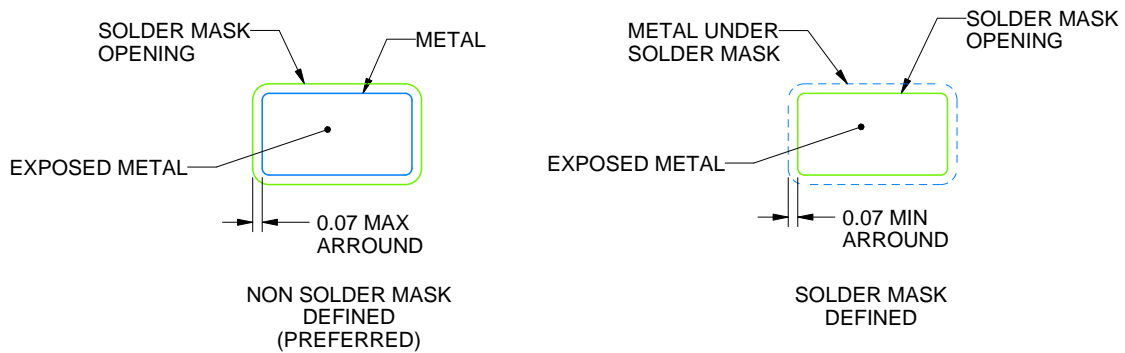 SOLDER MASK
OPENING
METAL
EXPOSED METAL
0.07 MAX
ARROUND
NON SOLDER MASK
DEFINED
(PREFERRED)
METAL UNDER
SOLDER MASK
SOLDER MASK
OPENING
EXPOSED METAL
0.07 MIN
ARROUND
SOLDER MASK
DEFINED